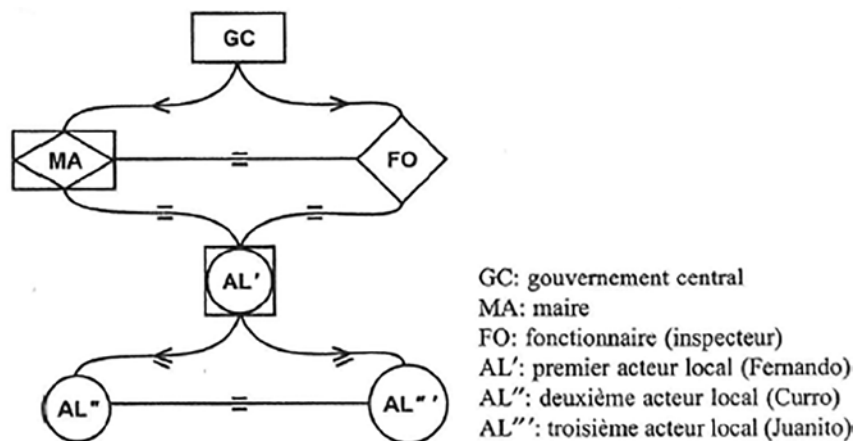 GC
MA
FO
AL′
AL″
AL‴
GC: gouvernement central
MA: maire
FO: fonctionnaire (inspecteur)
AL′: premier acteur local (Fernando)
AL″: deuxième acteur local (Curro)
AL‴: troisième acteur local (Juanito)